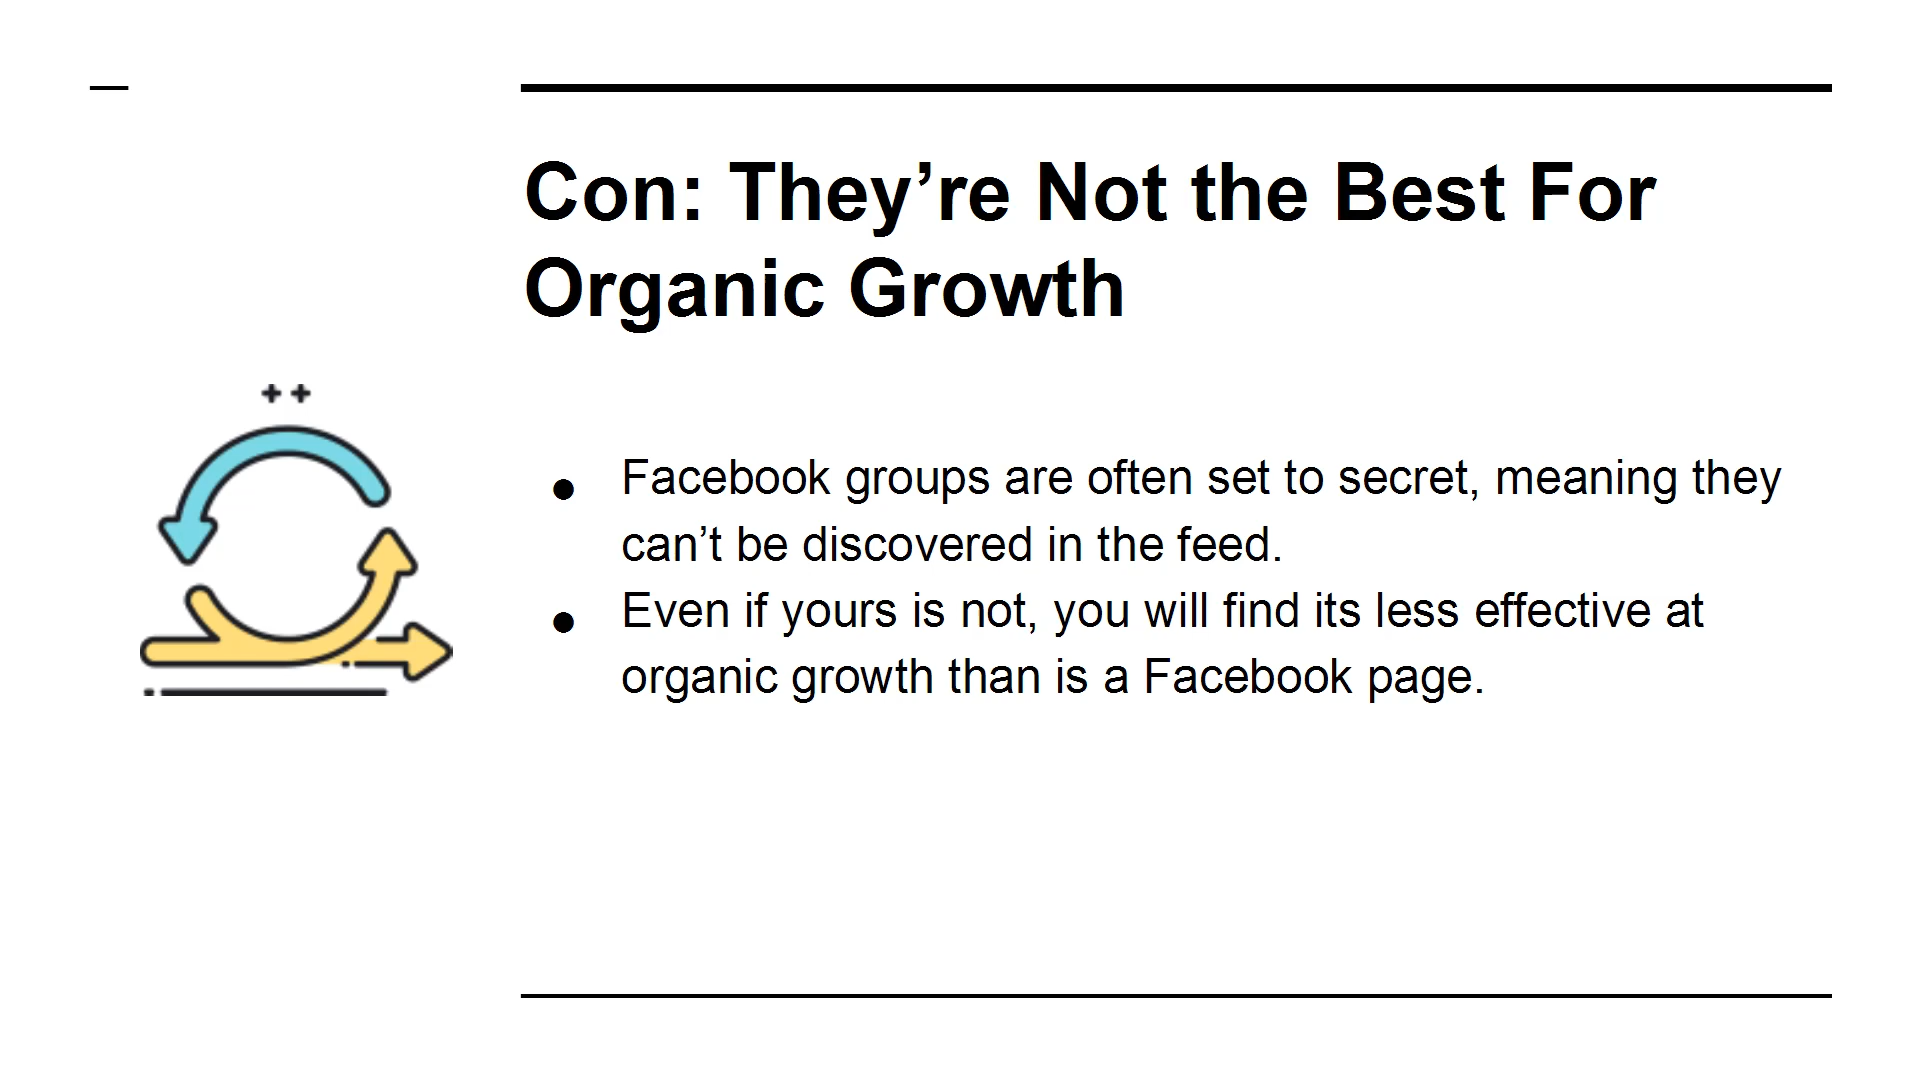 Con: They’re Not the Best For
Organic Growth
● Facebook groups are often set to secret, meaning they
can’t be discovered in the feed.
● Even if yours is not, you will find its less effective at
organic growth than is a Facebook page.